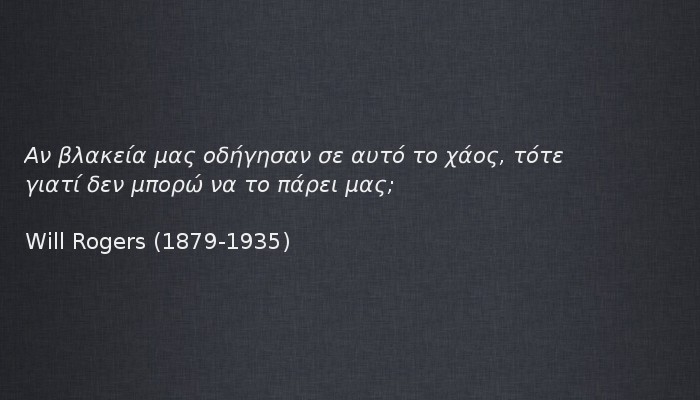 Αν βλακεία μας οδήγησαν σε αυτό το χάος, τότε
γιατί δεν μπορώ να το πάρει μας;
Will Rogers (1879-1935)